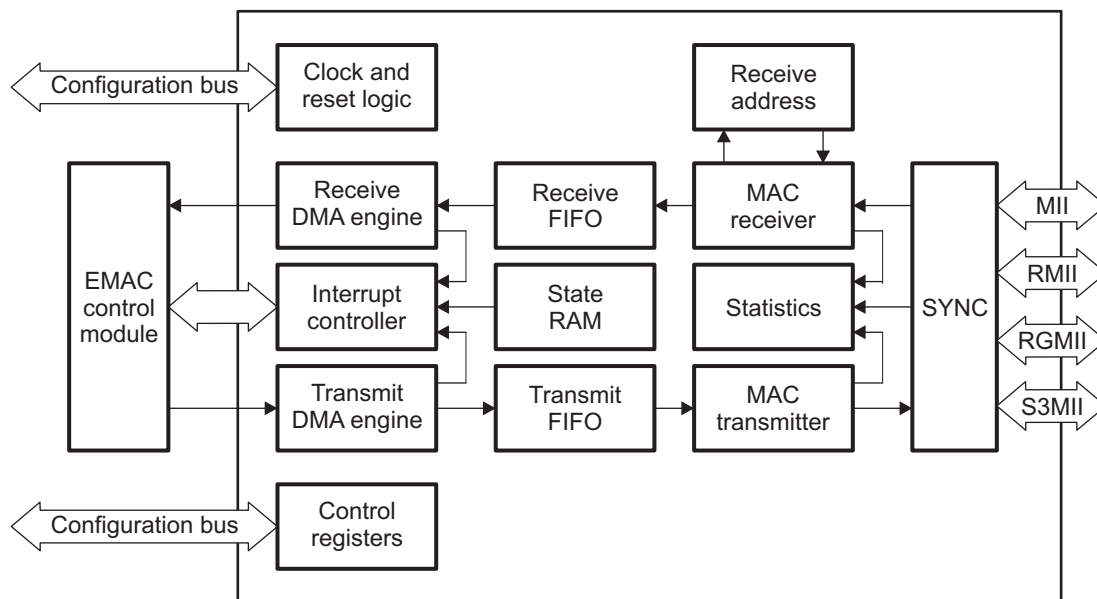 Configuration bus
Clock and
reset logic
Receive
address
Receive
DMA engine
Receive
FIFO
MAC
receiver
MII
EMAC
control
module
Interrupt
controller
State
RAM
Statistics
SYNC
RMII
RGMII
Transmit
DMA engine
Transmit
FIFO
MAC
transmitter
S3MII
Configuration bus
Control
registers